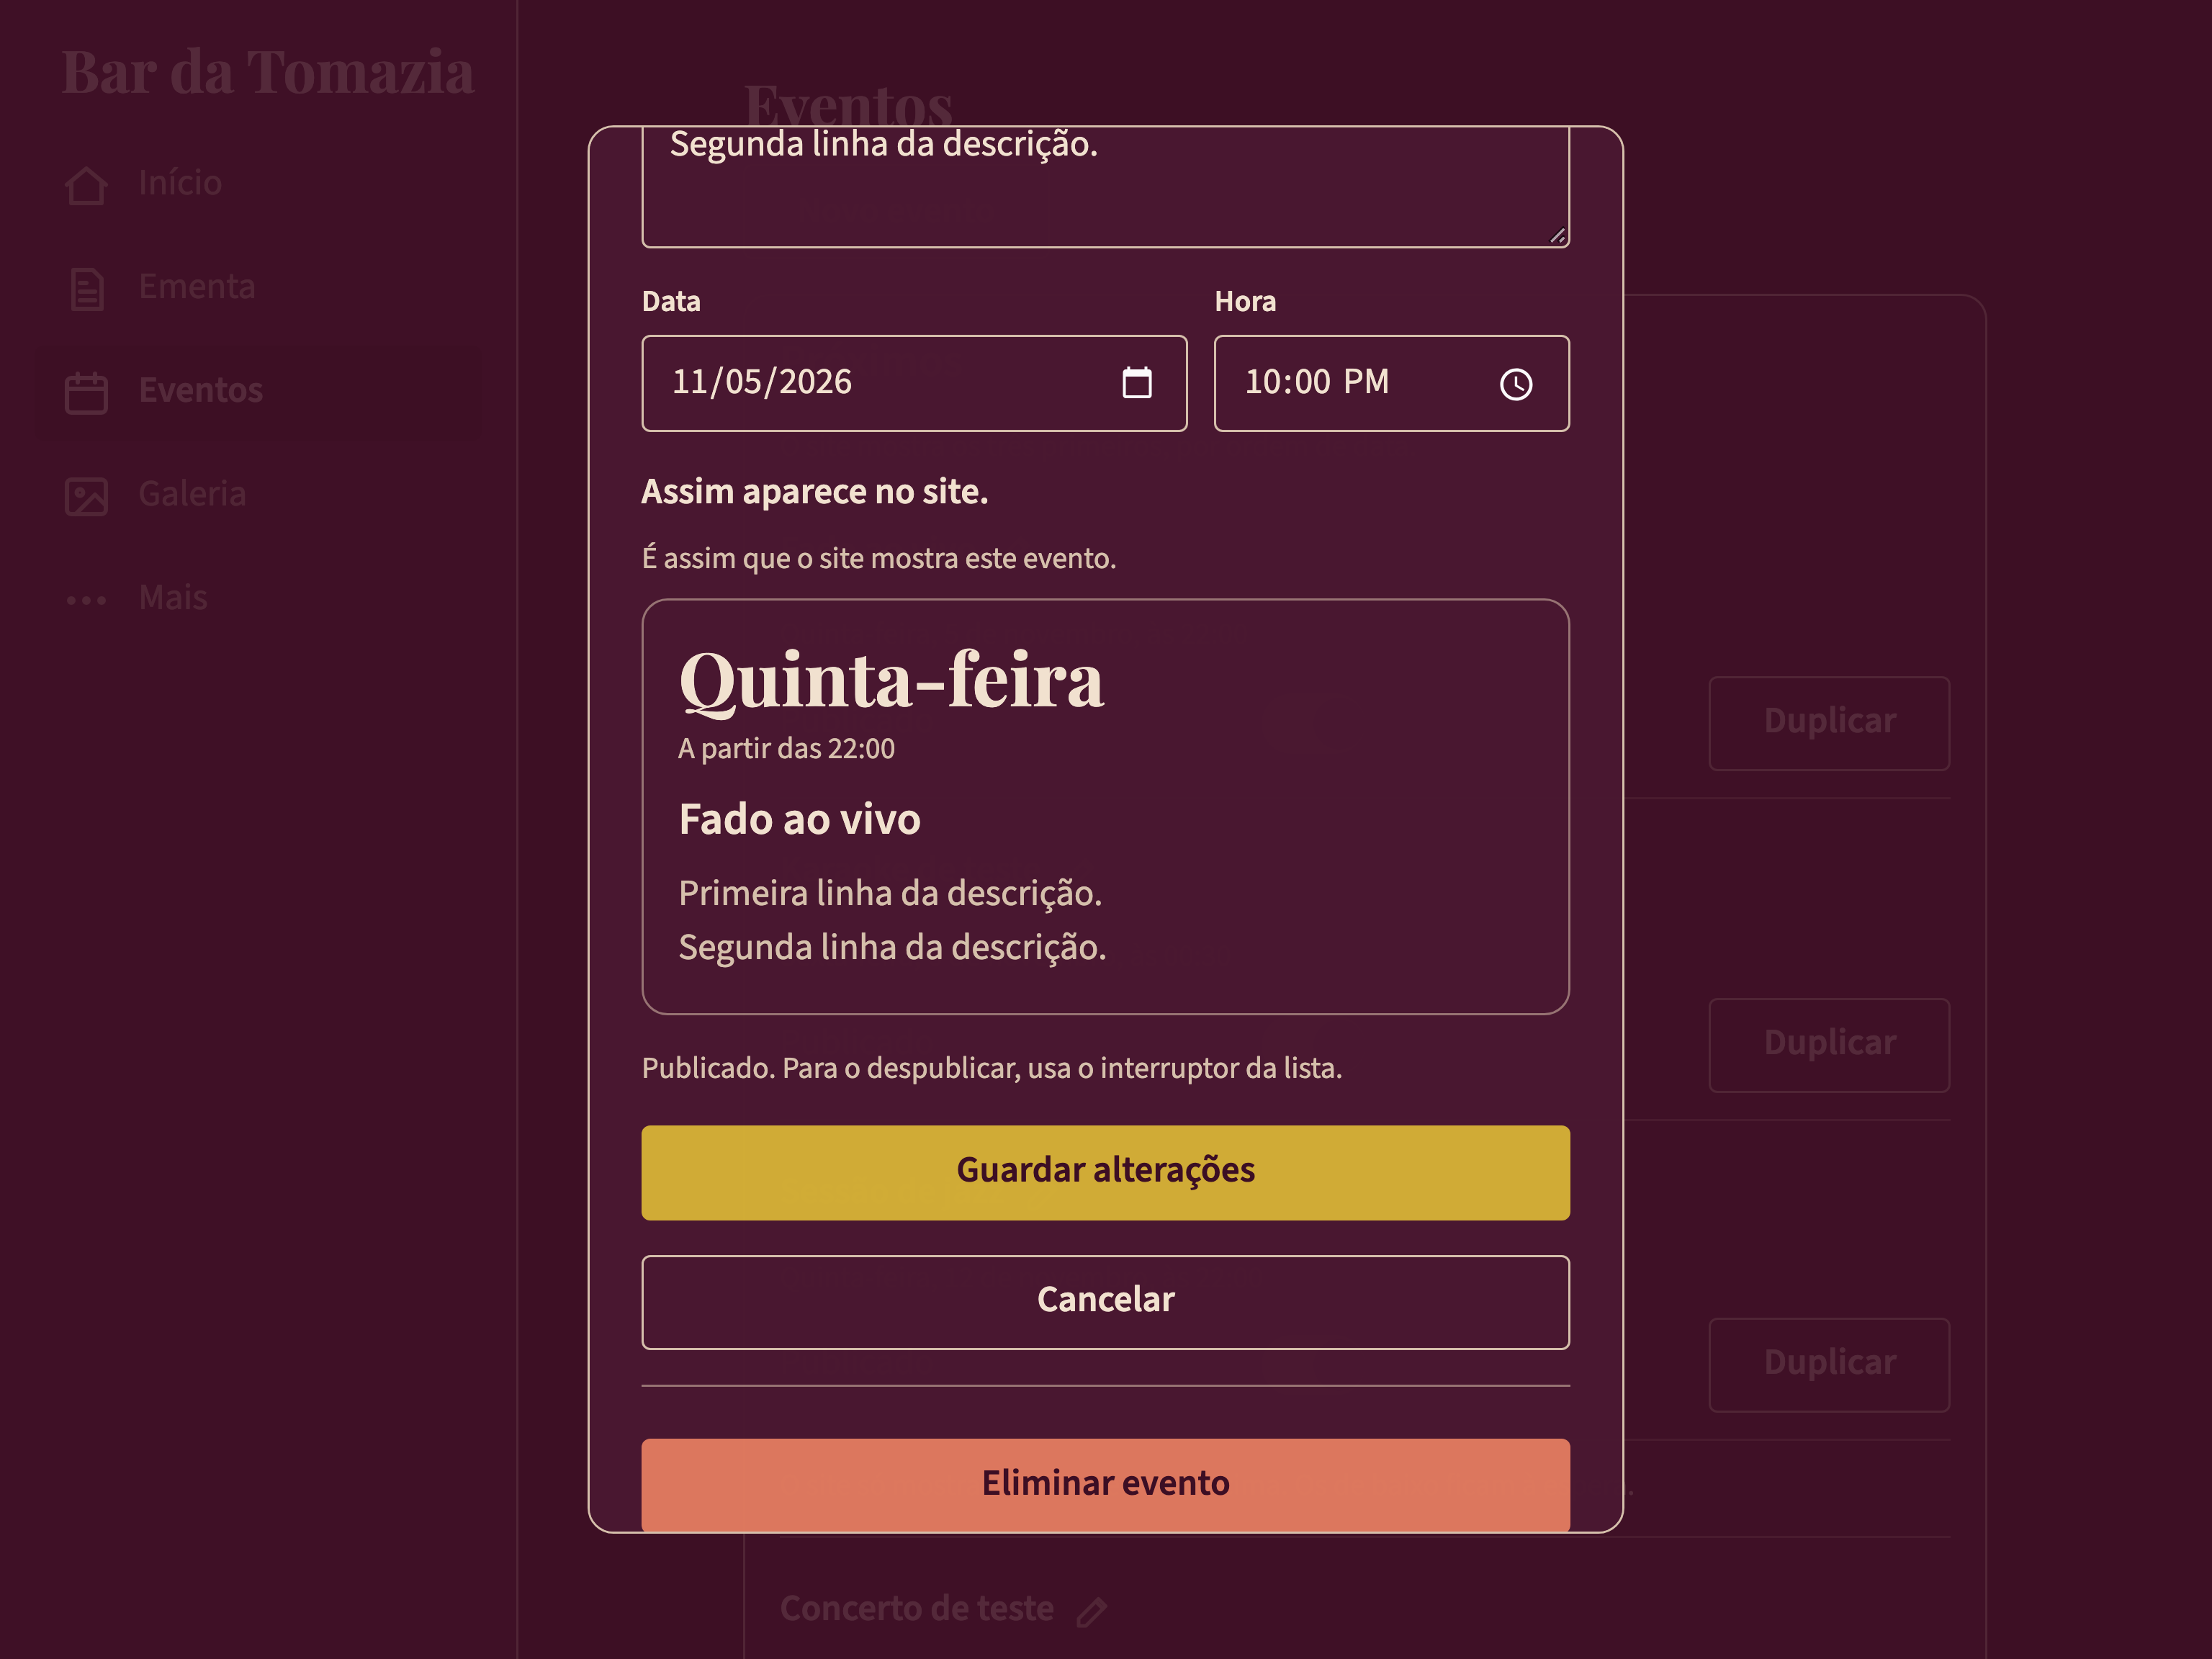 Bar da Tomazia
Início
Ementa
Eventos
Galeria
Mais
Eventos
Segunda linha da descrição.
Data
Hora
11/05/2026
10:00 PM
Assim aparece no site.
É assim que o site mostra este evento.
Quinta-feira
A partir das 22:00
Fado ao vivo
Primeira linha da descrição.
Segunda linha da descrição.
Publicado. Para o despublicar, usa o interruptor da lista.
Guardar alterações
Cancelar
Eliminar evento
Duplicar
Duplicar
Duplicar
Concerto de teste